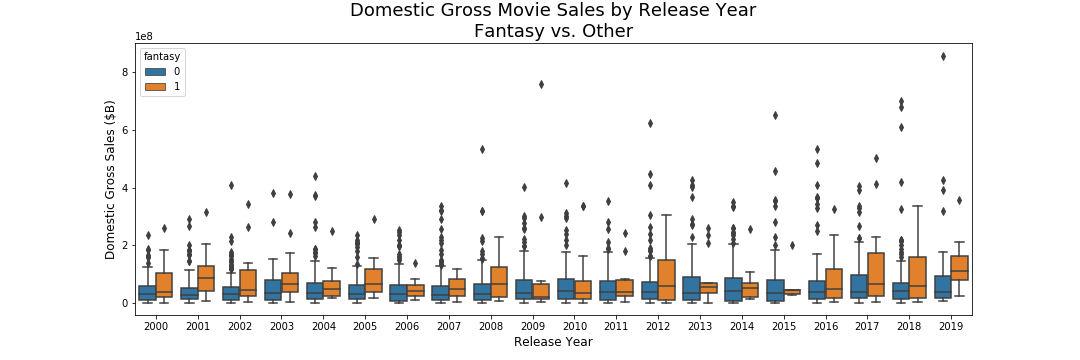 Domestic Gross Movie Sales by Release Year
Fantasy vs. Other
1e8
fantasy
0
1
8
6
4
2
0
Domestic Gross Sales ($B)
2000 2001 2002 2003 2004 2005 2006 2007 2008 2009 2010 2011 2012 2013 2014 2015 2016 2017 2018 2019
Release Year